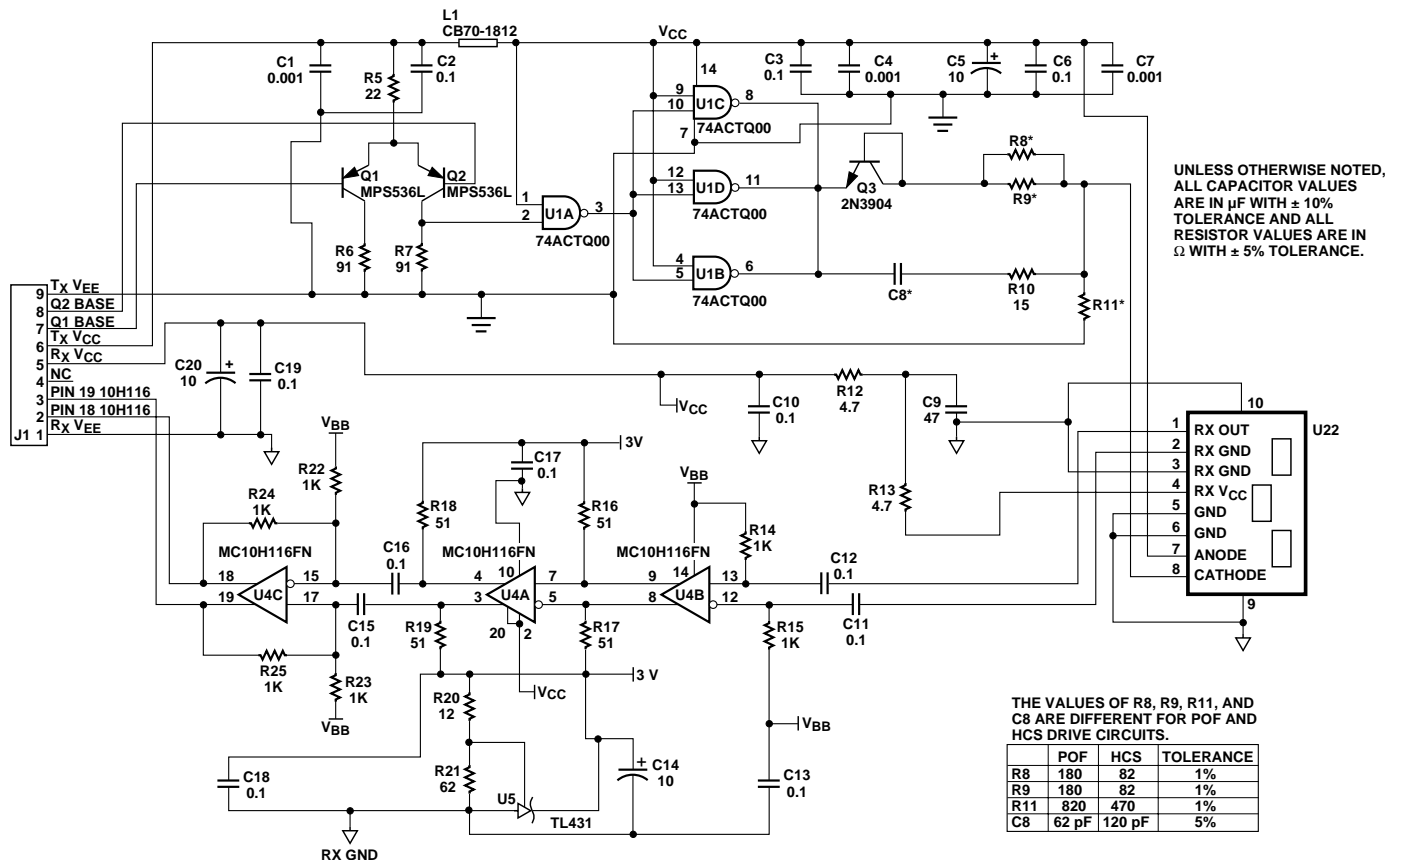 L1
CB70-1812
VCC
C1
0.001
R5
22
C2
0.1
14
9
10
U1C
8
74ACTQ00
7
C3
0.1
C4
0.001
C5
10
+
C6
0.1
C7
0.001
Q1
MPS536L
Q2
MPS536L
12
13
U1D
11
74ACTQ00
Q3
2N3904
R8*
R9*
UNLESS OTHERWISE NOTED,
ALL CAPACITOR VALUES
ARE IN µF WITH ± 10%
TOLERANCE AND ALL
RESISTOR VALUES ARE IN
Ω WITH ± 5% TOLERANCE.
1
2
U1A
3
74ACTQ00
R6
91
R7
91
4
5
U1B
6
74ACTQ00
C8*
R10
15
R11*
9 TX VEE
8 Q2 BASE
7 Q1 BASE
6 TX VCC
5 RX VCC
4 NC
3 PIN 19 10H116
2 PIN 18 10H116
J1 1 RX VEE
C20
10
+
C19
0.1
VCC
C10
0.1
R12
4.7
C9
47
R13
4.7
10
U22
1 RX OUT
2 RX GND
3 RX GND
4 RX VCC
5 GND
6 GND
7 ANODE
8 CATHODE
9
VBB
R22
1K
R24
1K
MC10H116FN
18
19
U4C
15
17
R25
1K
R23
1K
VBB
C16
0.1
C15
0.1
R18
51
C17
0.1
3V
R16
51
MC10H116FN
10
4
3
U4A
7
5
20
2
R19
51
R17
51
VCC
3 V
VBB
R14
1K
MC10H116FN
14
9
8
U4B
13
12
C12
0.1
C11
0.1
R15
1K
VBB
R20
12
R21
62
U5
TL431
+
C14
10
C13
0.1
C18
0.1
RX GND
THE VALUES OF R8, R9, R11, AND
C8 ARE DIFFERENT FOR POF AND
HCS DRIVE CIRCUITS.
POF HCS TOLERANCE
R8 180 82 1%
R9 180 82 1%
R11 820 470 1%
C8 62 pF 120 pF 5%